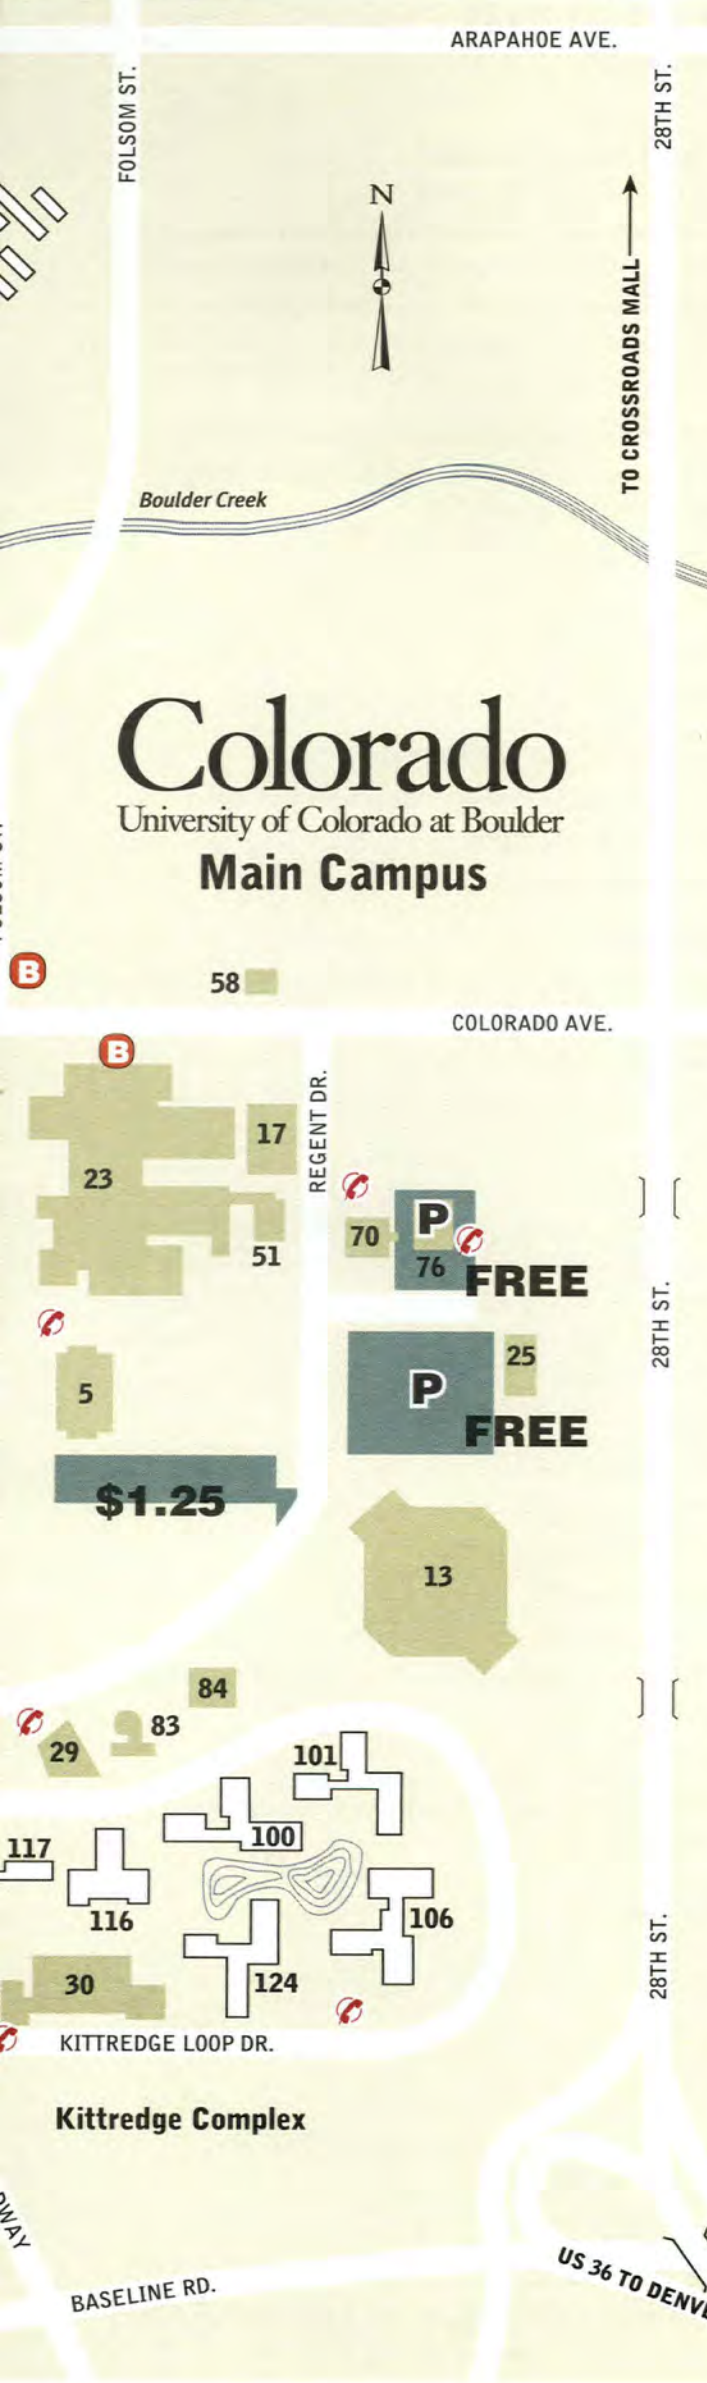 ARAPAHOE AVE.
FOLSOM ST.
28TH ST.
N
TO CROSSROADS MALL
Boulder Creek
Colorado
University of Colorado at Boulder
Main Campus
B
58
COLORADO AVE.
B
REGENT DR.
17
23
70
P
76
FREE
51
28TH ST.
25
5
P
FREE
$1.25
13
84
83
29
101
100
117
116
106
30
124
28TH ST.
KITTREDGE LOOP DR.
Kittredge Complex
BASELINE RD.
US 36 TO DENV